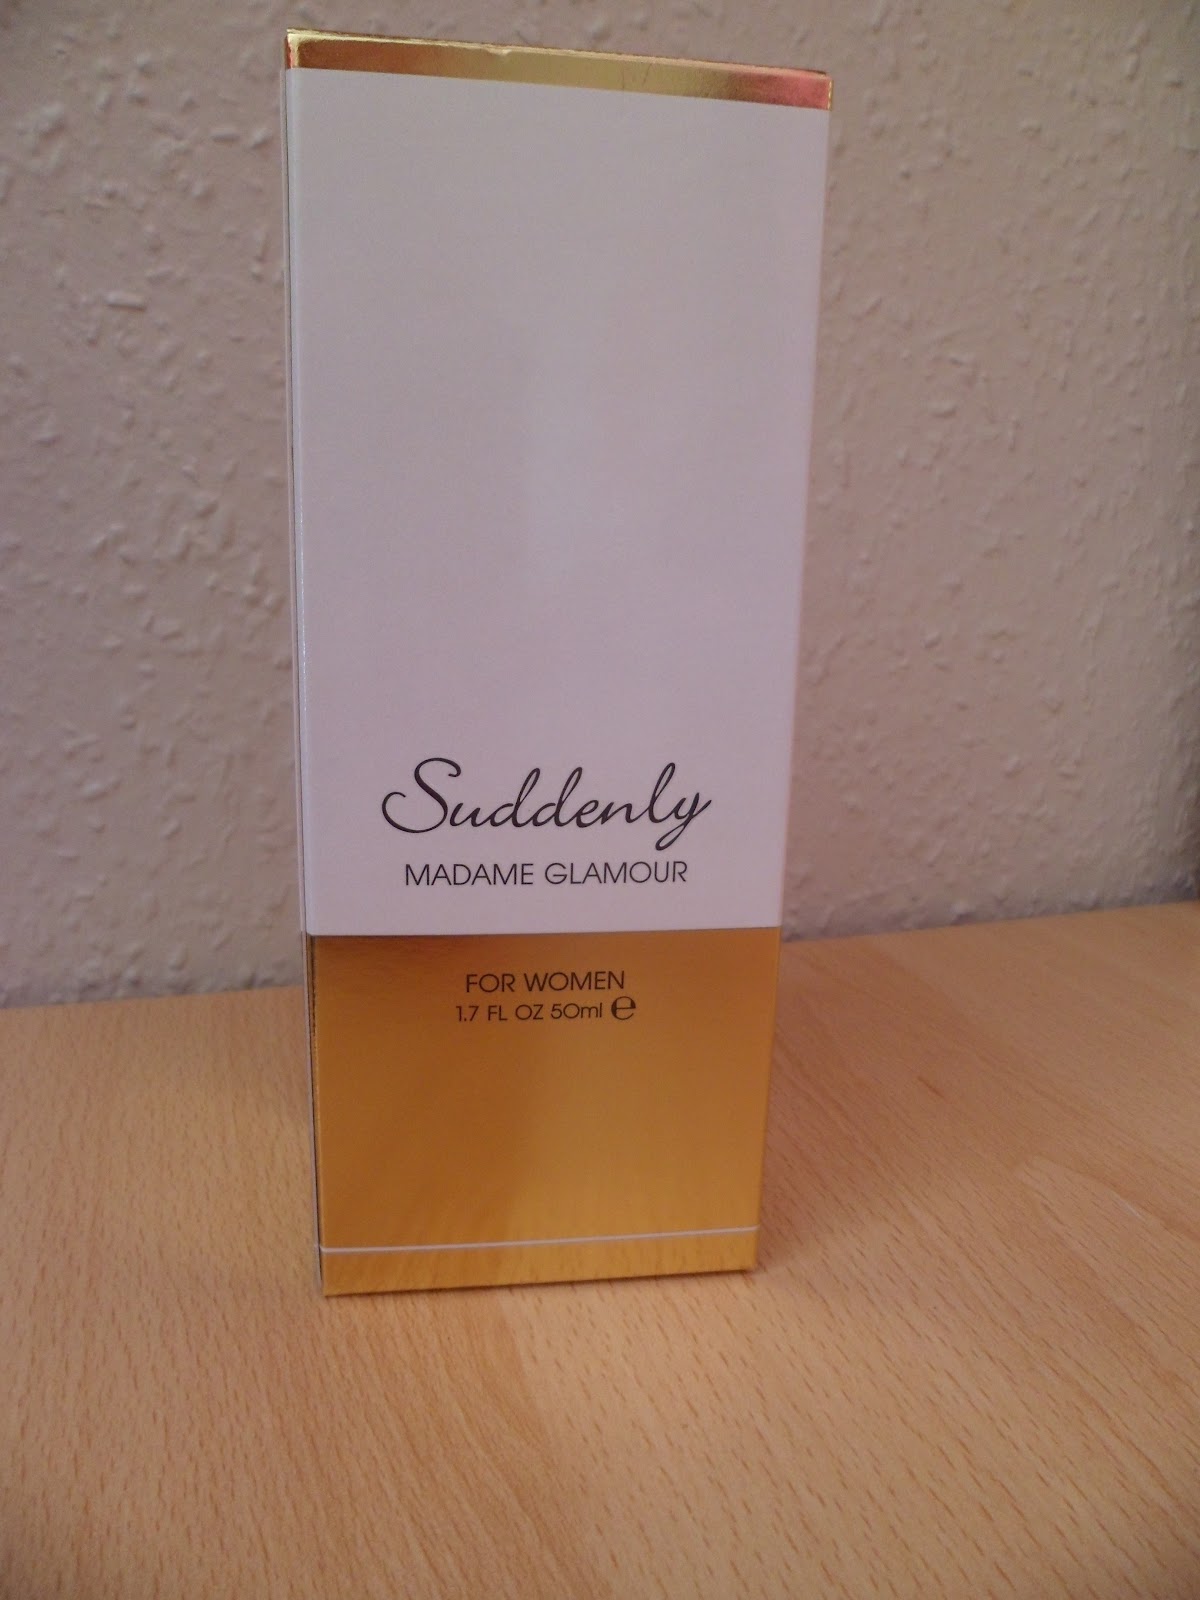 Suddenly
MADAME GLAMOUR
FOR WOMEN
1.7 FL OZ 50ml ℮